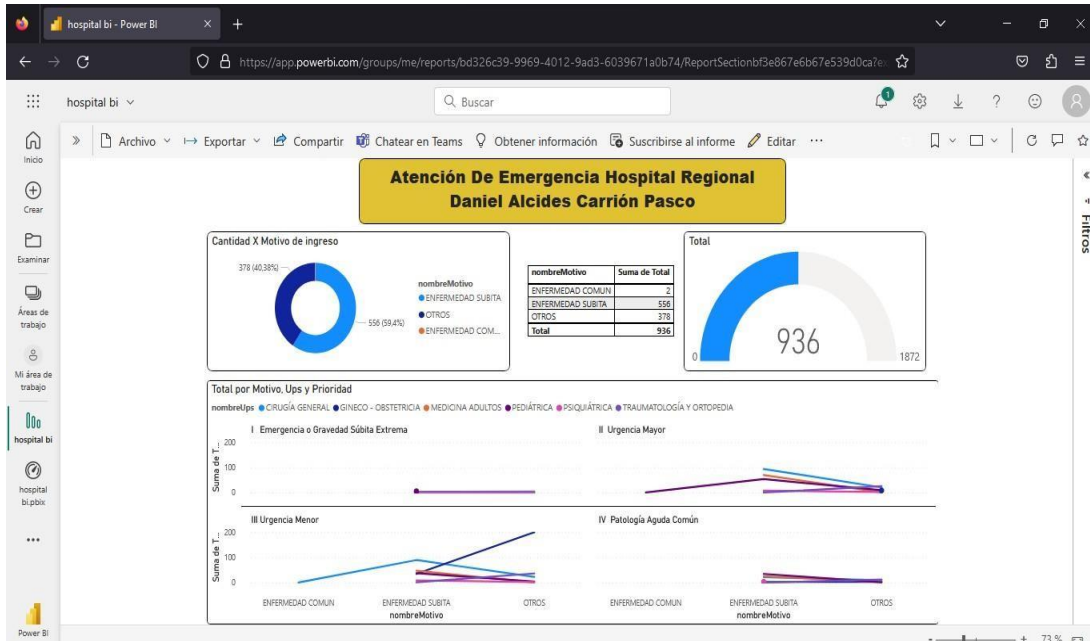 hospital bi - Power BI
https://app.powerbi.com/groups/me/reports/bd326c39-9969-4012-9ad3-6039671a0b74/ReportSectionbf3e867e6b67e539d0ca?e
hospital bi
Buscar
1
Archivo Exportar Compartir Chatear en Teams Obtener información Suscribirse al informe Editar ...
Inicio
Crear
Examinar
Áreas de trabajo
Mi área de trabajo
hospital bi
hospital bi.pbix
Power BI
Filtros
Atención De Emergencia Hospital Regional
Daniel Alcides Carrión Pasco
Cantidad X Motivo de ingreso
378 (40,38%)
556 (59,4%)
nombreMotivo
ENFERMEDAD SUBITA
OTROS
ENFERMEDAD COM...
nombreMotivo Suma de Total
ENFERMEDAD COMUN 2
ENFERMEDAD SUBITA 556
OTROS 378
Total 936
Total
936
0
1872
Total por Motivo, Ups y Prioridad
nombreUps CIRUGÍA GENERAL GINECO - OBSTETRICIA MEDICINA ADULTOS PEDIÁTRICA PSIQUIÁTRICA TRAUMATOLOGÍA Y ORTOPEDIA
I Emergencia o Gravedad Súbita Extrema
II Urgencia Mayor
Suma de T...
200
100
0
III Urgencia Menor
IV Patología Aguda Común
Suma de T...
200
100
0
ENFERMEDAD COMUN ENFERMEDAD SUBITA OTROS
ENFERMEDAD COMUN ENFERMEDAD SUBITA OTROS
nombreMotivo
nombreMotivo
73 %